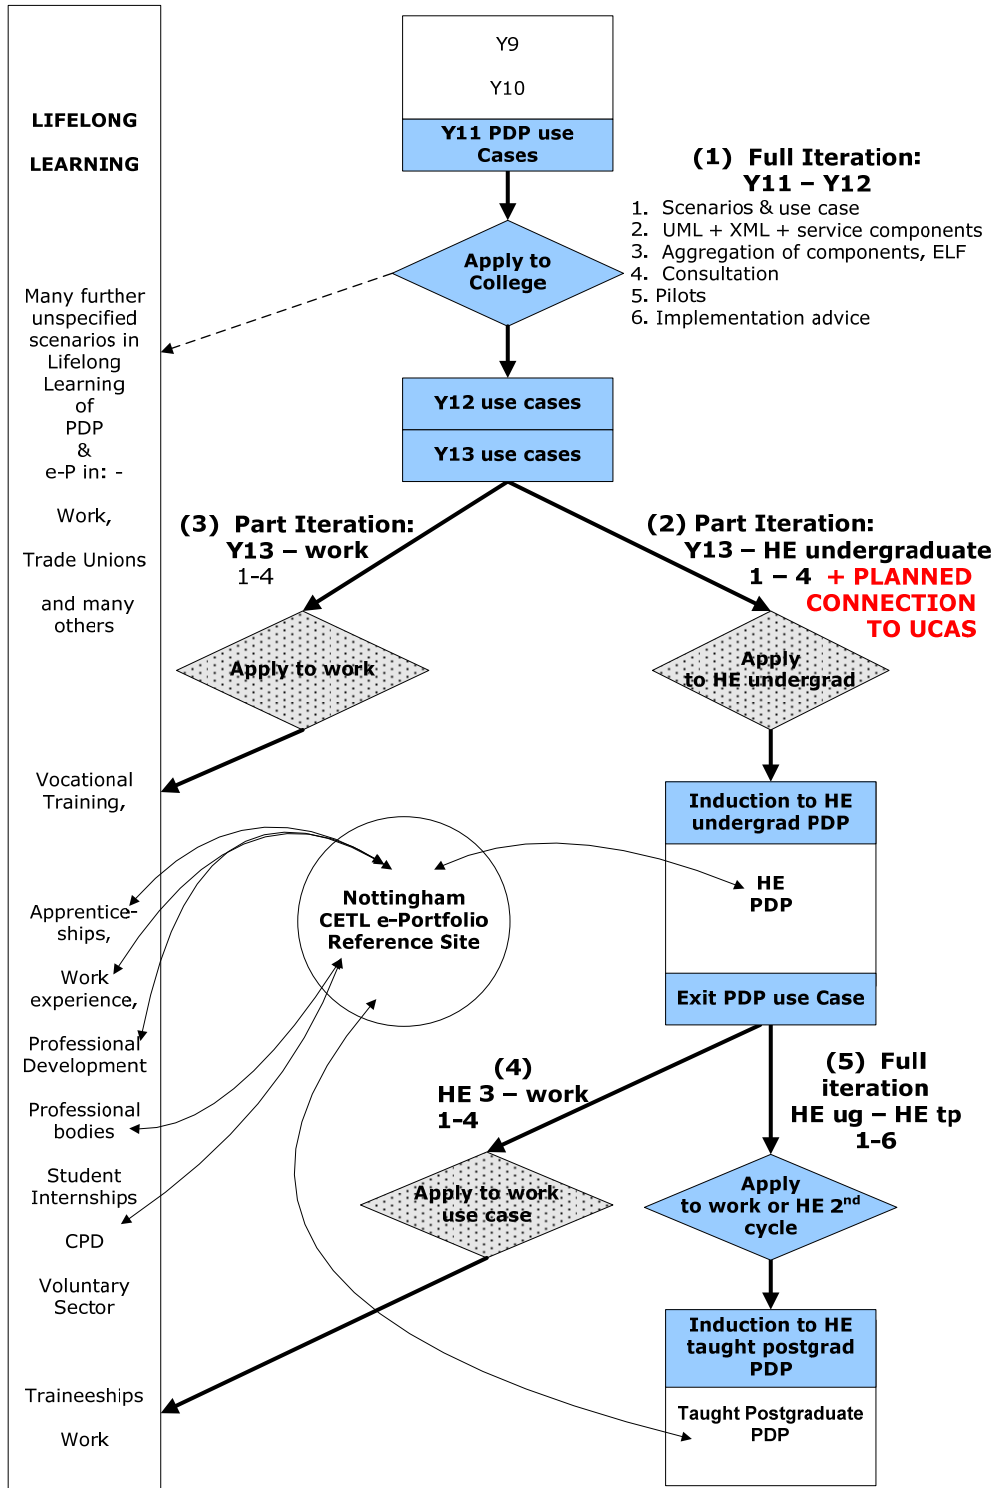 LIFELONG
LEARNING
Many further
unspecified
scenarios in
Lifelong
Learning
of
PDP
&
e-P in: -
Work,
Trade Unions
and many
others
Vocational
Training,
Apprentice-
ships,
Work
experience,
Professional
Development
Professional
bodies
Student
Internships
CPD
Voluntary
Sector
Traineeships
Work
Y9
Y10
Y11 PDP use
Cases
(1) Full Iteration:
Y11 – Y12
1. Scenarios & use case
2. UML + XML + service components
3. Aggregation of components, ELF
4. Consultation
5. Pilots
6. Implementation advice
Apply to
College
Y12 use cases
Y13 use cases
(3) Part Iteration:
Y13 – work
1-4
(2) Part Iteration:
Y13 – HE undergraduate
1 – 4 + PLANNED
CONNECTION
TO UCAS
Apply to work
Apply
to HE undergrad
Induction to HE
undergrad PDP
HE
PDP
Exit PDP use Case
Nottingham
CETL e-Portfolio
Reference Site
(4)
HE 3 – work
1-4
(5) Full
iteration
HE ug – HE tp
1-6
Apply to work
use case
Apply
to work or HE 2nd
cycle
Induction to HE
taught postgrad
PDP
Taught Postgraduate
PDP